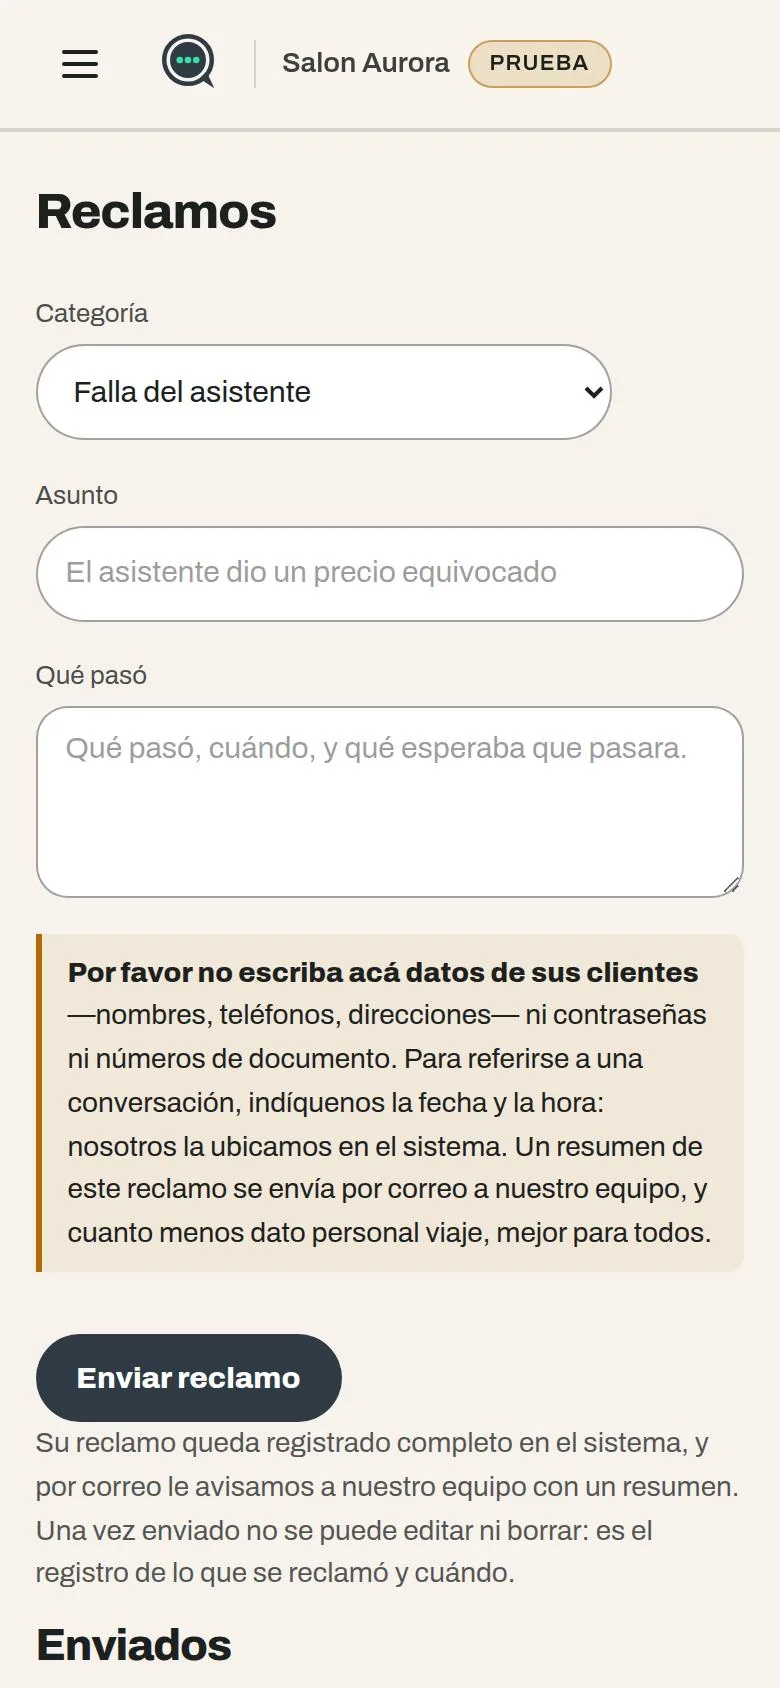 Salon Aurora PRUEBA
Reclamos
Categoría
Falla del asistente
Asunto
El asistente dio un precio equivocado
Qué pasó
Qué pasó, cuándo, y qué esperaba que pasara.
Por favor no escriba acá datos de sus clientes
—nombres, teléfonos, direcciones— ni contraseñas
ni números de documento. Para referirse a una
conversación, indíquenos la fecha y la hora:
nosotros la ubicamos en el sistema. Un resumen de
este reclamo se envía por correo a nuestro equipo, y
cuanto menos dato personal viaje, mejor para todos.
Enviar reclamo
Su reclamo queda registrado completo en el sistema, y
por correo le avisamos a nuestro equipo con un resumen.
Una vez enviado no se puede editar ni borrar: es el
registro de lo que se reclamó y cuándo.
Enviados